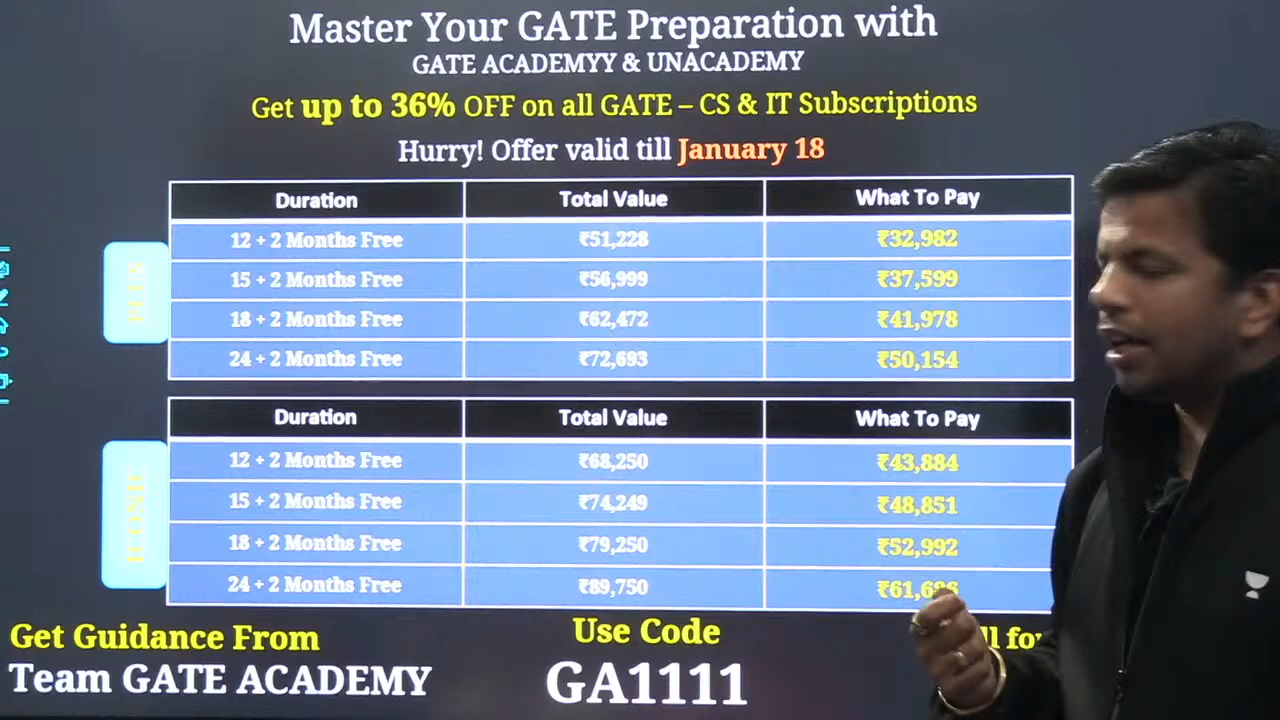 Master Your GATE Preparation with
GATE ACADEMYY & UNACADEMY
Get up to 36% OFF on all GATE – CS & IT Subscriptions
Hurry! Offer valid till January 18
Duration Total Value What To Pay
12 + 2 Months Free ₹51,228 ₹32,982
15 + 2 Months Free ₹56,999 ₹37,599
18 + 2 Months Free ₹62,472 ₹41,978
24 + 2 Months Free ₹72,693 ₹50,154
Duration Total Value What To Pay
ICONIC
12 + 2 Months Free ₹68,250 ₹43,884
15 + 2 Months Free ₹74,249 ₹48,851
18 + 2 Months Free ₹79,250 ₹52,992
24 + 2 Months Free ₹89,750
Get Guidance From
Team GATE ACADEMY
Use Code
GA1111